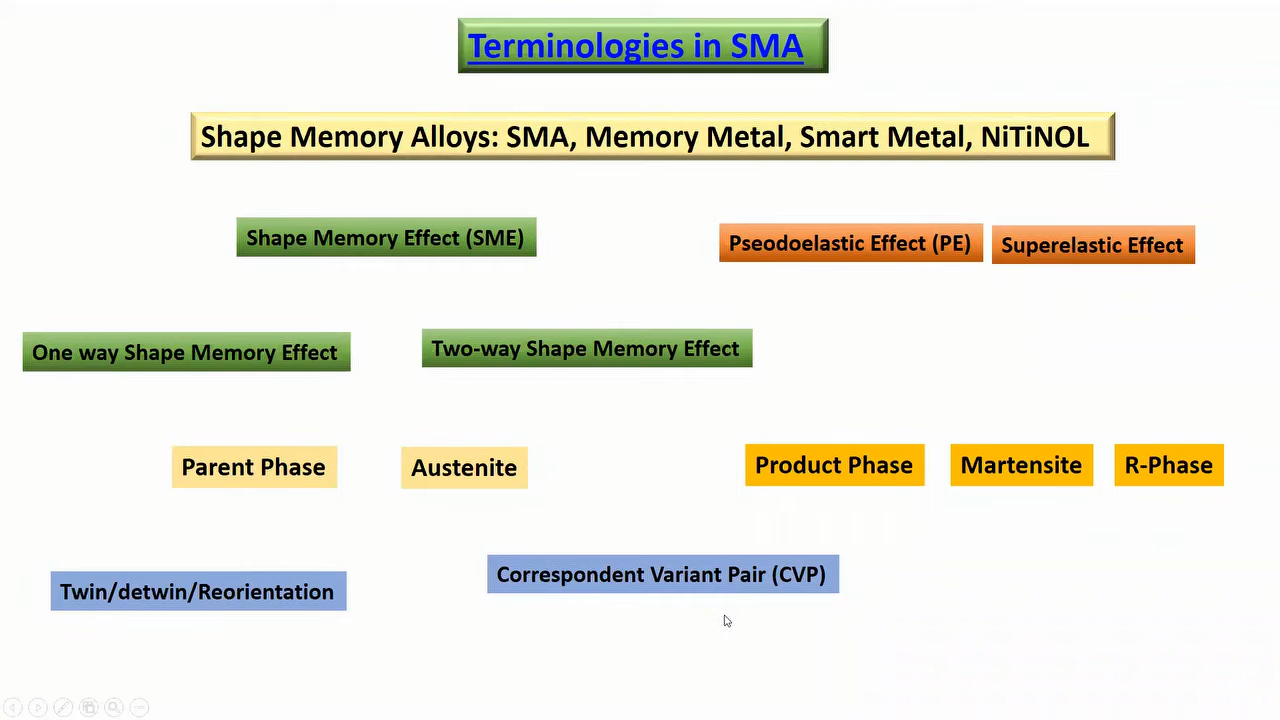 Terminologies in SMA
Shape Memory Alloys: SMA, Memory Metal, Smart Metal, NiTiNOL
Shape Memory Effect (SME)
Pseodoelastic Effect (PE)
Superelastic Effect
One way Shape Memory Effect
Two-way Shape Memory Effect
Parent Phase
Austenite
Product Phase
Martensite
R-Phase
Twin/detwin/Reorientation
Correspondent Variant Pair (CVP)